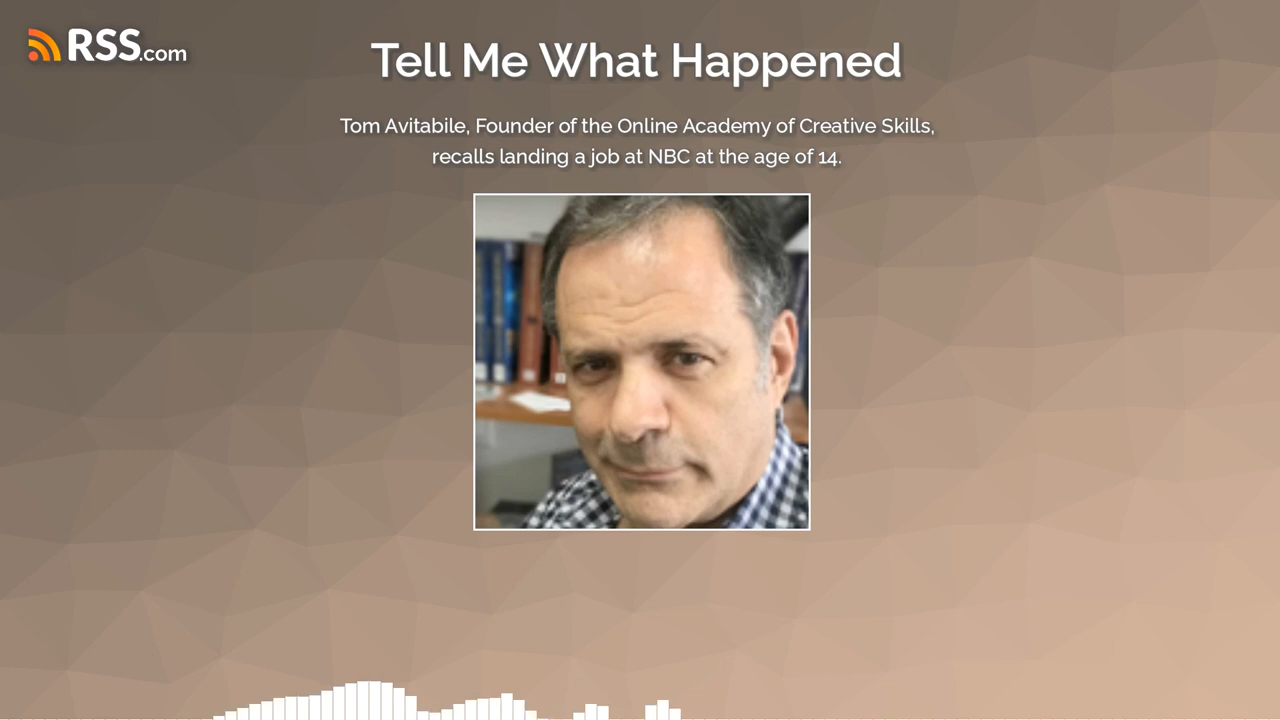 RSS.com
Tell Me What Happened
Tom Avitabile, Founder of the Online Academy of Creative Skills,
recalls landing a job at NBC at the age of 14.